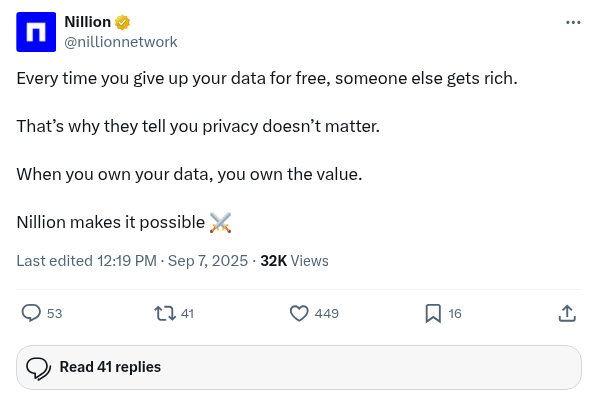 Nillion
@nillionnetwork
Every time you give up your data for free, someone else gets rich.
That’s why they tell you privacy doesn’t matter.
When you own your data, you own the value.
Nillion makes it possible ⚔️
Last edited 12:19 PM · Sep 7, 2025 · 32K Views
53 41 449 16
Read 41 replies